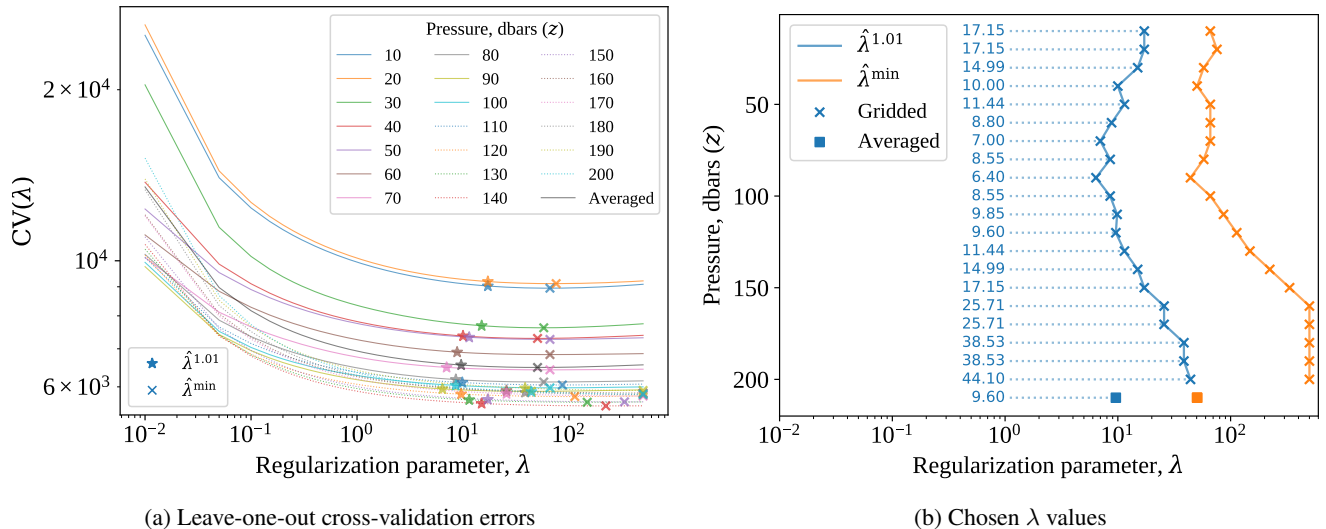 CV(λ)
2 × 10⁴
10⁴
6 × 10³
Pressure, dbars (z)
10 80 150
20 90 160
30 100 170
40 110 180
50 120 190
60 130 200
70 140 Averaged
λ̂^1.01
λ̂^min
10⁻² 10⁻¹ 10⁰ 10¹ 10²
Regularization parameter, λ
(a) Leave-one-out cross-validation errors
Pressure, dbars (z)
50
100
150
200
λ̂^1.01
λ̂^min
Gridded
Averaged
17.15
17.15
14.99
10.00
11.44
8.80
7.00
8.55
6.40
8.55
9.85
9.60
11.44
14.99
17.15
25.71
25.71
38.53
38.53
44.10
9.60
10⁻² 10⁻¹ 10⁰ 10¹ 10²
Regularization parameter, λ
(b) Chosen λ values